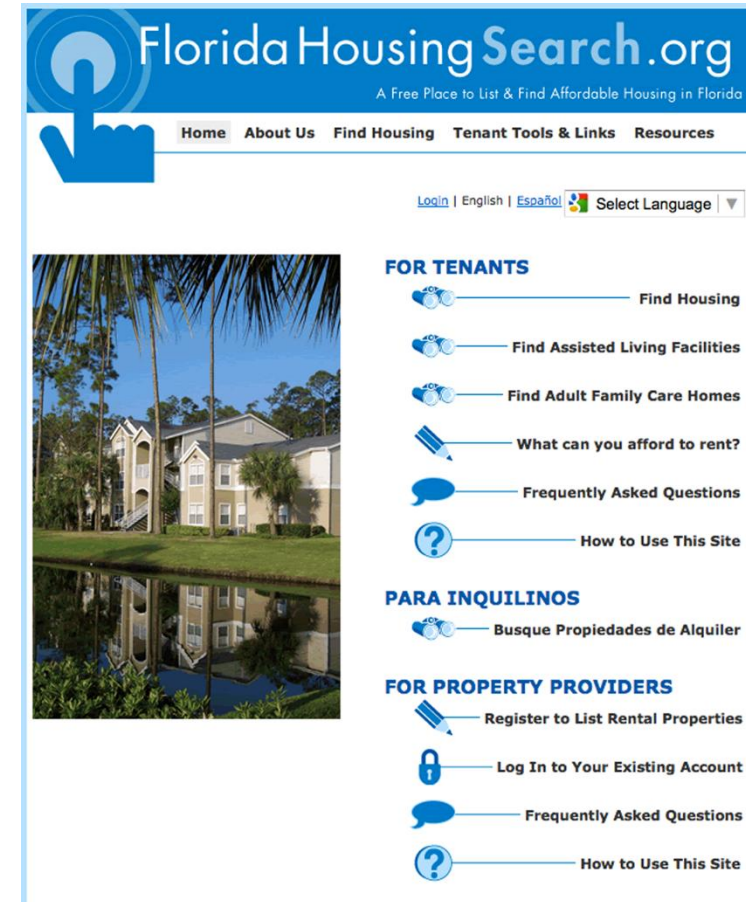 FloridaHousingSearch.org
A Free Place to List & Find Affordable Housing in Florida
Home About Us Find Housing Tenant Tools & Links Resources
Login | English | Español Select Language ▼
FOR TENANTS
Find Housing
Find Assisted Living Facilities
Find Adult Family Care Homes
What can you afford to rent?
Frequently Asked Questions
? How to Use This Site
PARA INQUILINOS
Busque Propiedades de Alquiler
FOR PROPERTY PROVIDERS
Register to List Rental Properties
Log In to Your Existing Account
Frequently Asked Questions
? How to Use This Site